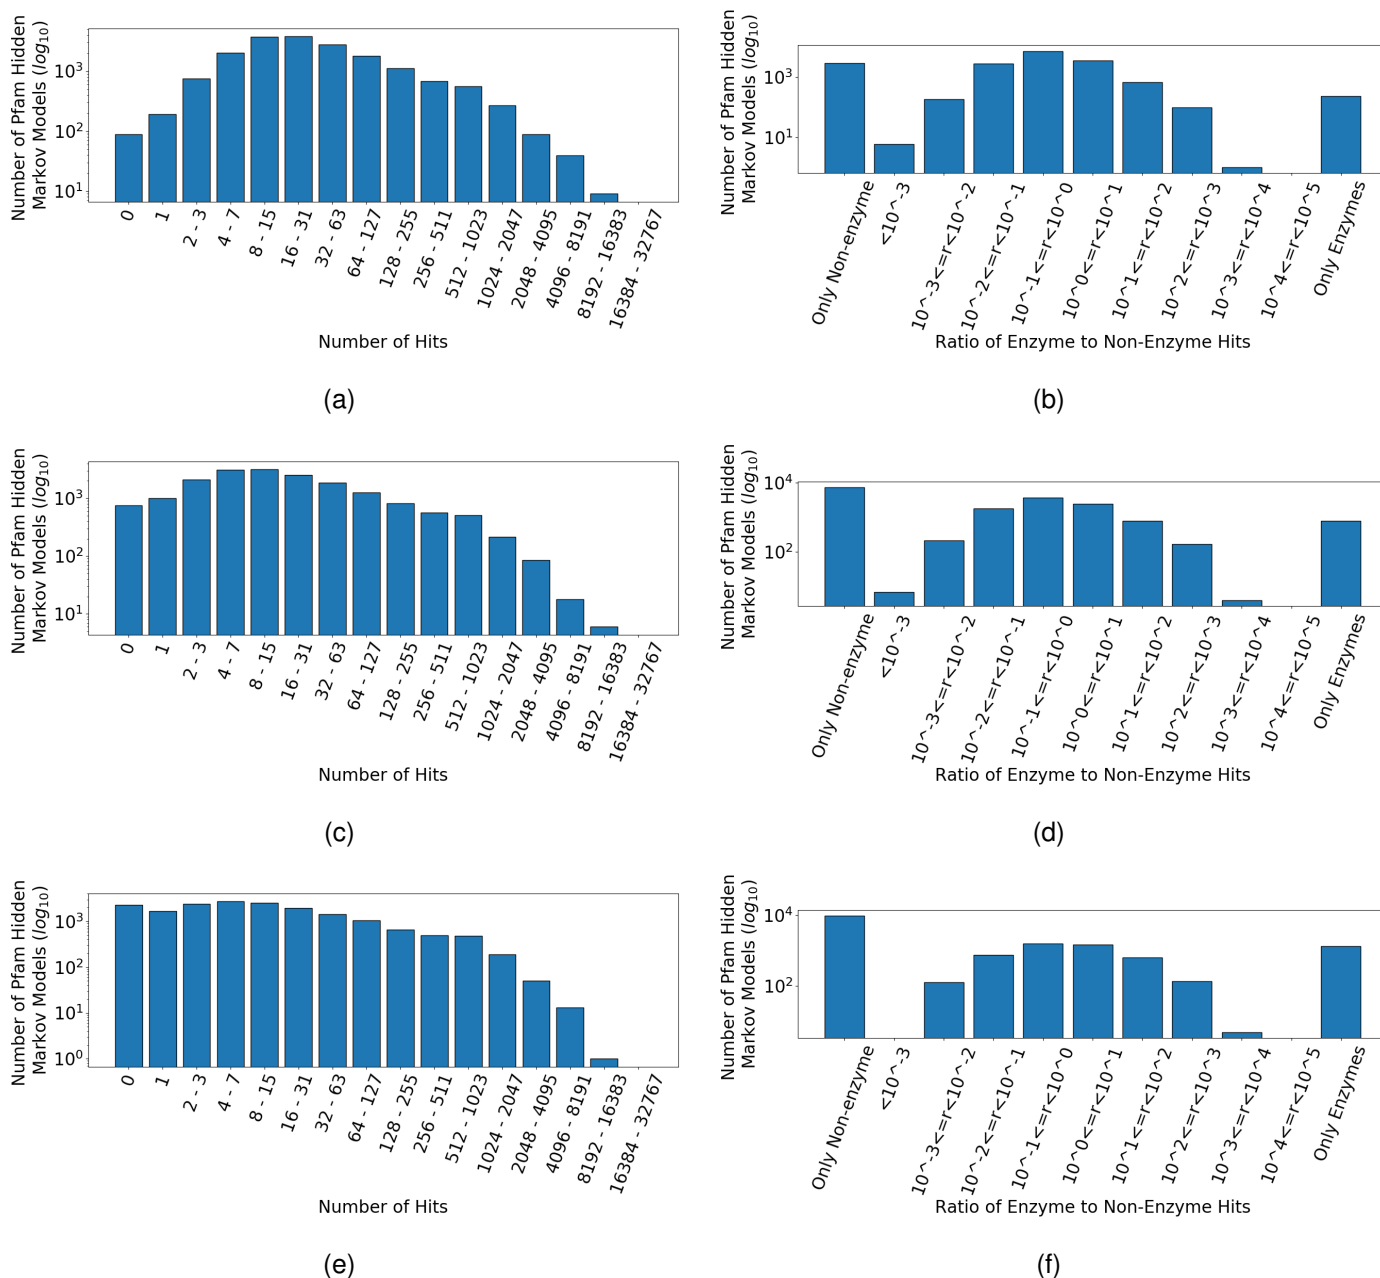 Number of Pfam Hidden
Markov Models (log10)
10^3
10^2
10^1
0
1
2 - 3
4 - 7
8 - 15
16 - 31
32 - 63
64 - 127
128 - 255
256 - 511
512 - 1023
1024 - 2047
2048 - 4095
4096 - 8191
8192 - 16383
16384 - 32767
Number of Hits
(a)
Number of Pfam Hidden
Markov Models (log10)
10^3
10^1
Only Non-enzyme
<10^-3
10^-3<=r<10^-2
10^-2<=r<10^-1
10^-1<=r<10^0
10^0<=r<10^1
10^1<=r<10^2
10^2<=r<10^3
10^3<=r<10^4
10^4<=r<10^5
Only Enzymes
Ratio of Enzyme to Non-Enzyme Hits
(b)
Number of Pfam Hidden
Markov Models (log10)
10^3
10^2
10^1
0
1
2 - 3
4 - 7
8 - 15
16 - 31
32 - 63
64 - 127
128 - 255
256 - 511
512 - 1023
1024 - 2047
2048 - 4095
4096 - 8191
8192 - 16383
16384 - 32767
Number of Hits
(c)
Number of Pfam Hidden
Markov Models (log10)
10^4
10^2
Only Non-enzyme
<10^-3
10^-3<=r<10^-2
10^-2<=r<10^-1
10^-1<=r<10^0
10^0<=r<10^1
10^1<=r<10^2
10^2<=r<10^3
10^3<=r<10^4
10^4<=r<10^5
Only Enzymes
Ratio of Enzyme to Non-Enzyme Hits
(d)
Number of Pfam Hidden
Markov Models (log10)
10^3
10^2
10^1
10^0
0
1
2 - 3
4 - 7
8 - 15
16 - 31
32 - 63
64 - 127
128 - 255
256 - 511
512 - 1023
1024 - 2047
2048 - 4095
4096 - 8191
8192 - 16383
16384 - 32767
Number of Hits
(e)
Number of Pfam Hidden
Markov Models (log10)
10^4
10^2
Only Non-enzyme
<10^-3
10^-3<=r<10^-2
10^-2<=r<10^-1
10^-1<=r<10^0
10^0<=r<10^1
10^1<=r<10^2
10^2<=r<10^3
10^3<=r<10^4
10^4<=r<10^5
Only Enzymes
Ratio of Enzyme to Non-Enzyme Hits
(f)